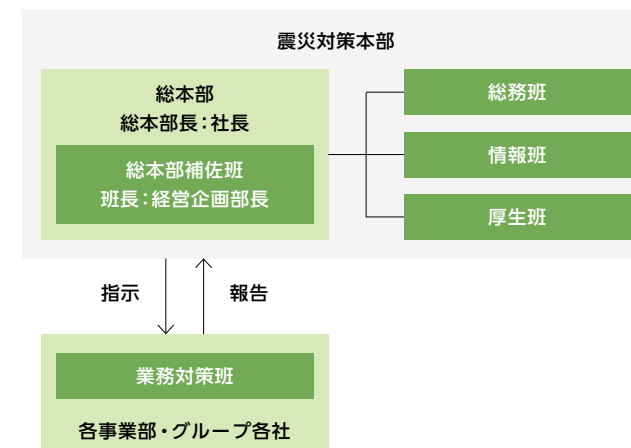 震災対策本部
総本部
総本部長：社長
総本部補佐班
班長：経営企画部長
総務班
情報班
厚生班
指示
報告
業務対策班
各事業部・グループ各社